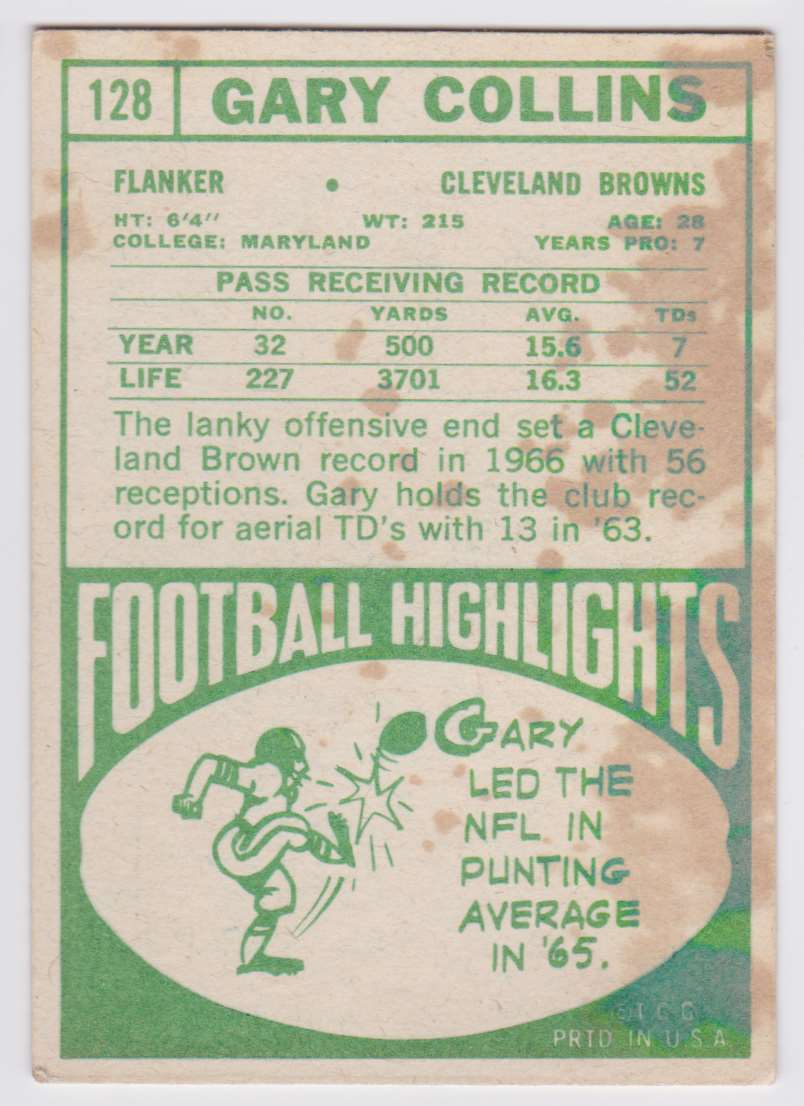 128 GARY COLLINS
FLANKER • CLEVELAND BROWNS
HT: 6'4" WT: 215 AGE: 28
COLLEGE: MARYLAND YEARS PRO: 7
PASS RECEIVING RECORD
NO. YARDS AVG. TDs
YEAR 32 500 15.6 7
LIFE 227 3701 16.3 52
The lanky offensive end set a Cleve-
land Brown record in 1966 with 56
receptions. Gary holds the club rec-
ord for aerial TD's with 13 in '63.
FOOTBALL HIGHLIGHTS
GARY
LED THE
NFL IN
PUNTING
AVERAGE
IN '65.
©T.C.G.
PRTD. IN U.S.A.